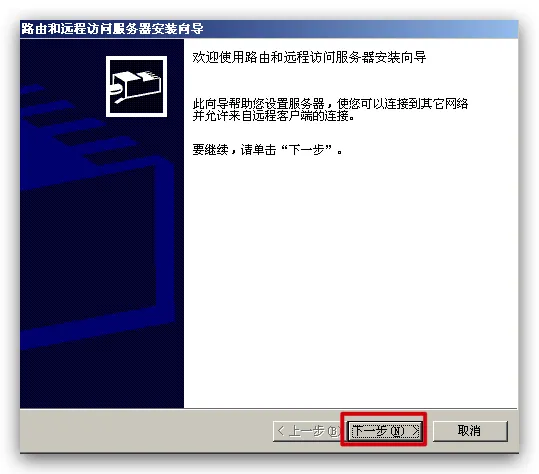 路由和远程访问服务器安装向导
欢迎使用路由和远程访问服务器安装向导
此向导帮助您设置服务器，使您可以连接到其它网络
并允许来自远程客户端的连接。
要继续，请单击“下一步”。
< 上一步(B)
下一步(N) >
取消